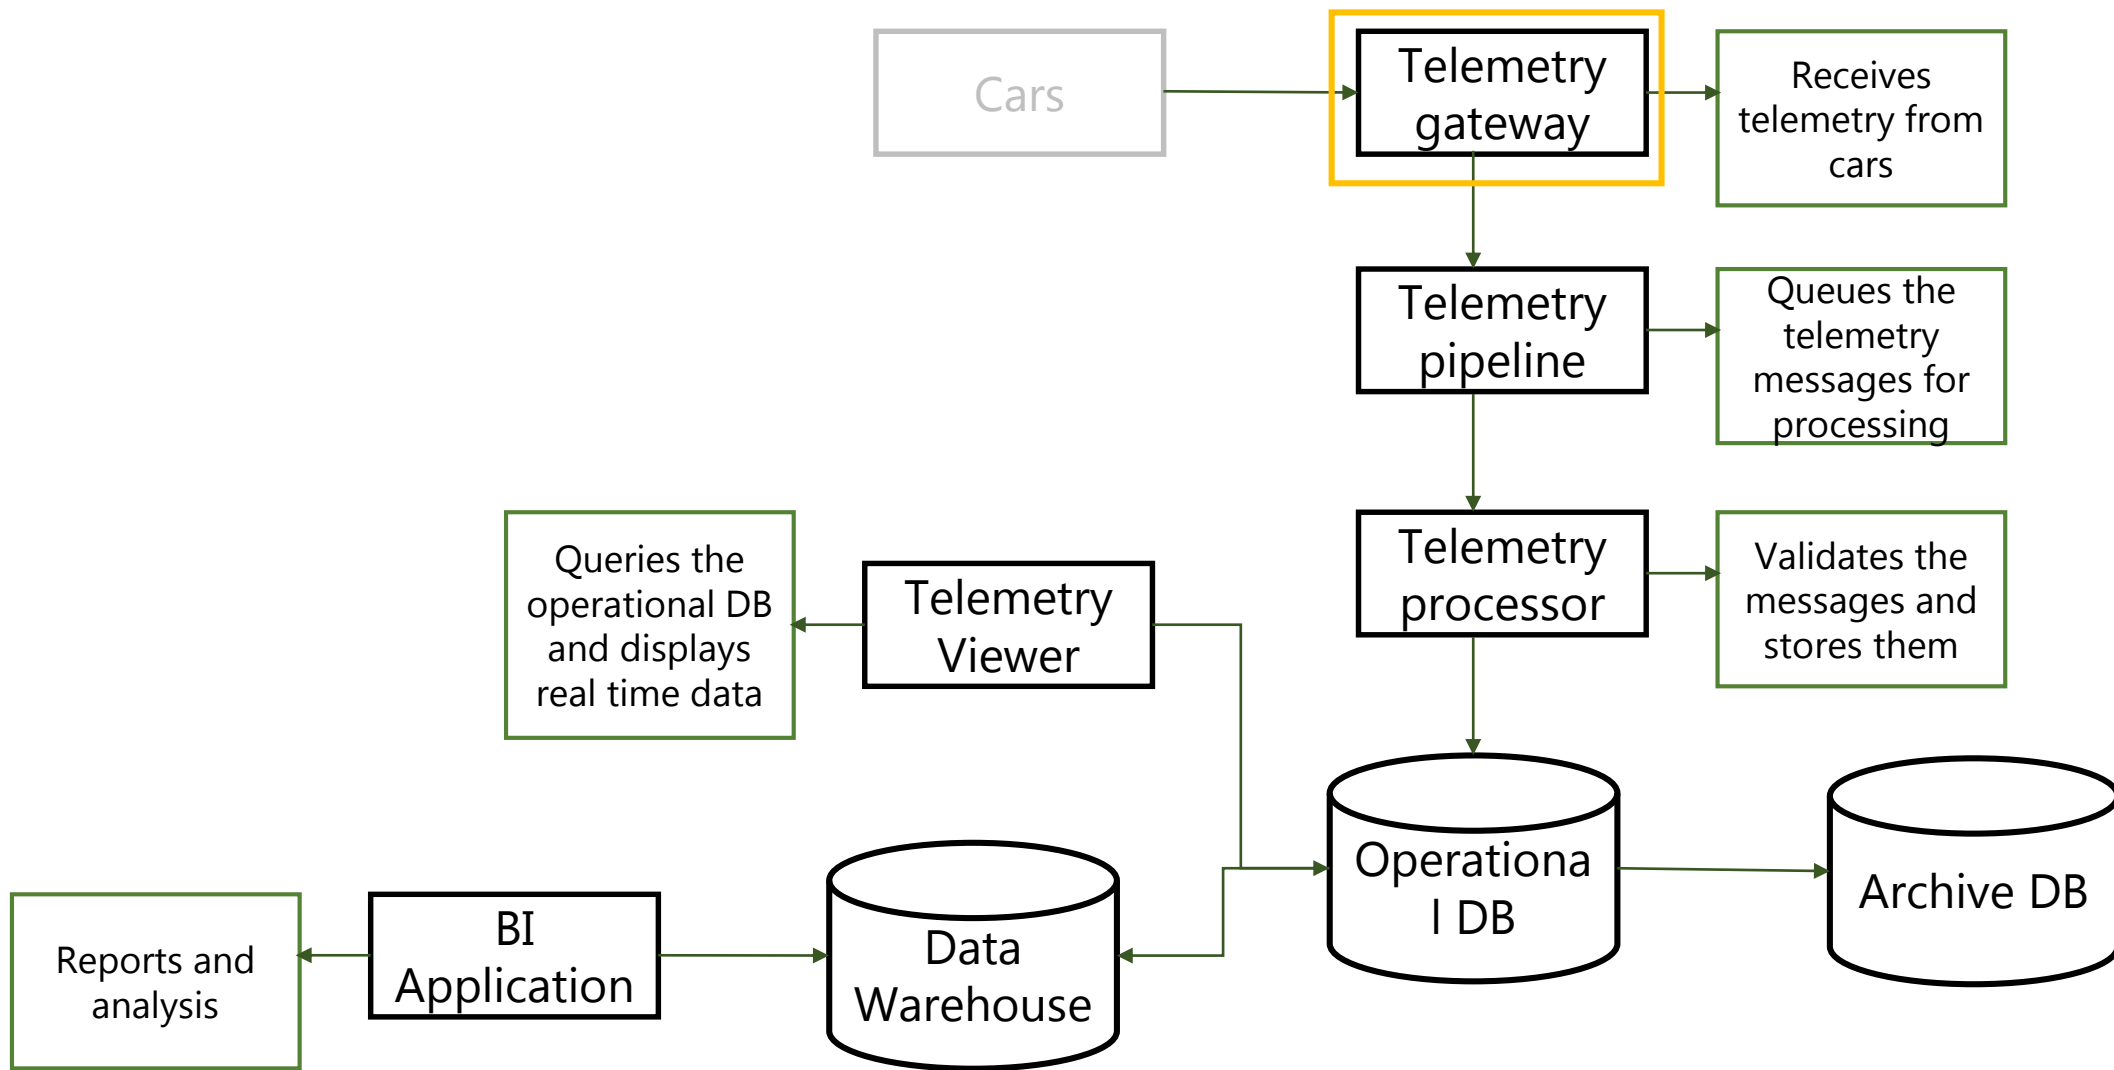 Cars
Telemetry
gateway
Receives
telemetry from
cars
Telemetry
pipeline
Queues the
telemetry
messages for
processing
Queries the
operational DB
and displays
real time data
Telemetry
Viewer
Telemetry
processor
Validates the
messages and
stores them
Reports and
analysis
BI
Application
Data
Warehouse
Operationa
l DB
Archive DB